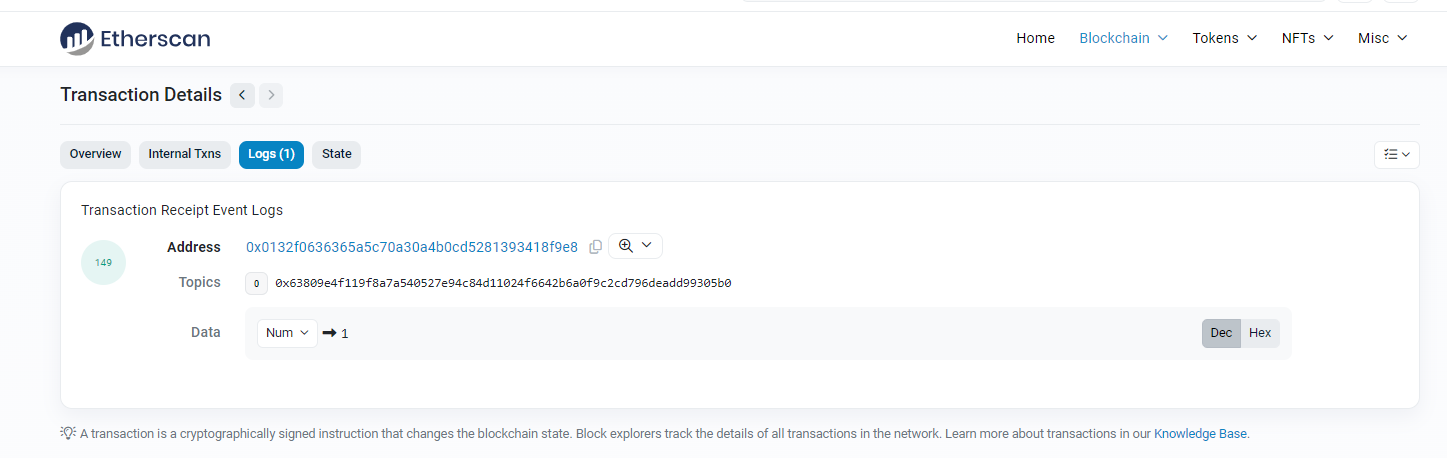 Etherscan
Home Blockchain Tokens NFTs Misc
Transaction Details
Overview Internal Txns Logs (1) State
Transaction Receipt Event Logs
149
Address 0x0132f0636365a5c70a30a4b0cd5281393418f9e8
Topics 0 0x63809e4f119f8a7a540527e94c84d11024f6642b6a0f9c2cd796deadd99305b0
Data Num 1 Dec Hex
A transaction is a cryptographically signed instruction that changes the blockchain state. Block explorers track the details of all transactions in the network. Learn more about transactions in our Knowledge Base.